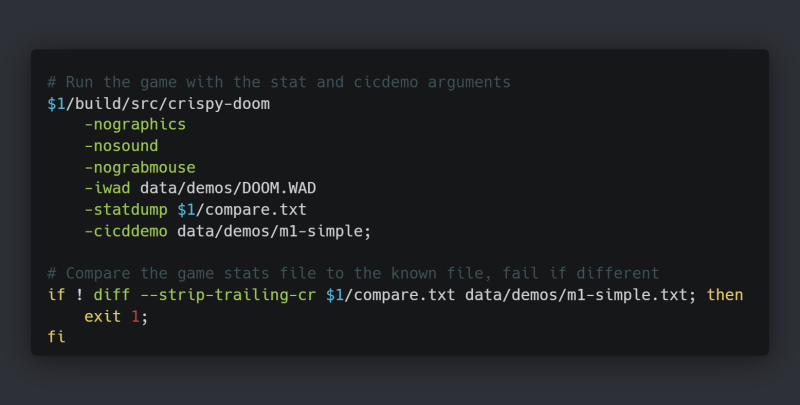 # Run the game with the stat and cicdemo arguments
$1/build/src/crispy-doom
    -nographics
    -nosound
    -nograbmouse
    -iwad data/demos/DOOM.WAD
    -statdump $1/compare.txt
    -cicddemo data/demos/m1-simple;

# Compare the game stats file to the known file, fail if different
if ! diff --strip-trailing-cr $1/compare.txt data/demos/m1-simple.txt; then
    exit 1;
fi